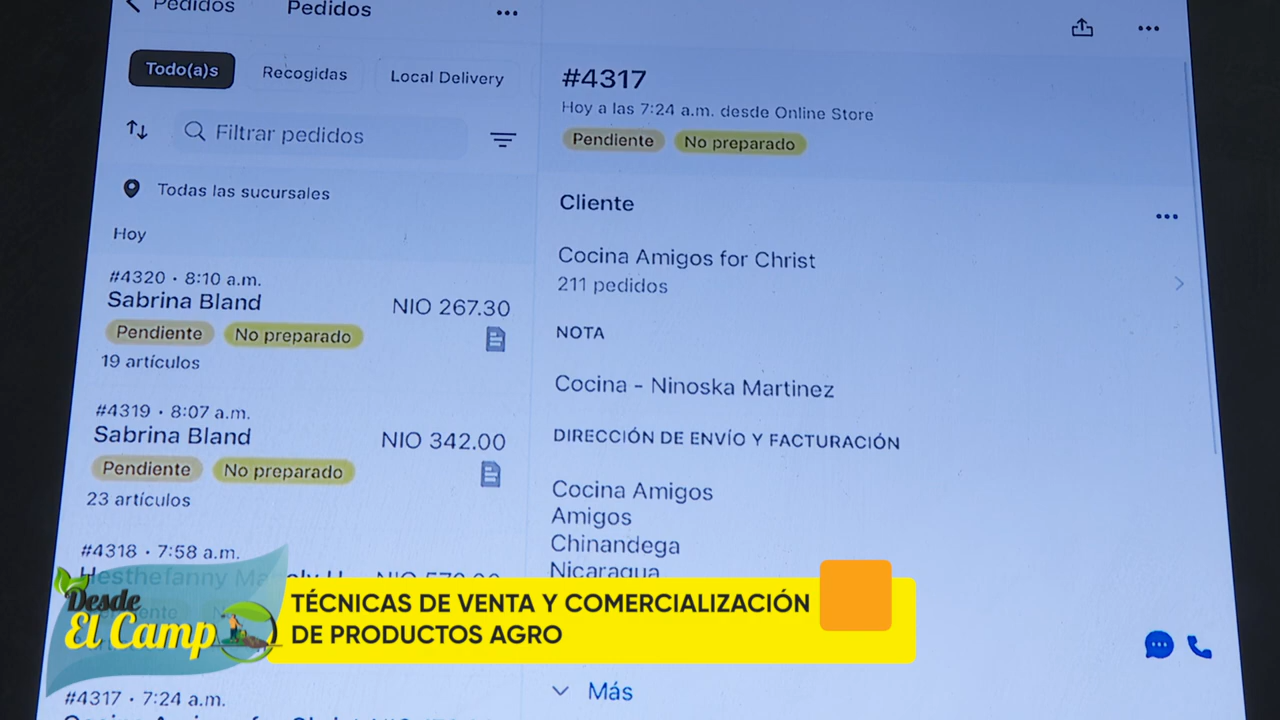 Pedidos
Pedidos
Todo(a)s
Recogidas
Local Delivery
Filtrar pedidos
Todas las sucursales
Hoy
#4320 · 8:10 a.m.
Sabrina Bland
NIO 267.30
Pendiente
No preparado
19 artículos
#4319 · 8:07 a.m.
Sabrina Bland
NIO 342.00
Pendiente
No preparado
23 artículos
#4318 · 7:58 a.m.
#4317 · 7:24 a.m.
#4317
Hoy a las 7:24 a.m. desde Online Store
Pendiente
No preparado
Cliente
Cocina Amigos for Christ
211 pedidos
NOTA
Cocina - Ninoska Martinez
DIRECCIÓN DE ENVÍO Y FACTURACIÓN
Cocina Amigos
Amigos
Chinandega
Nicaragua
Más
Desde
El Campo
TÉCNICAS DE VENTA Y COMERCIALIZACIÓN
DE PRODUCTOS AGRO